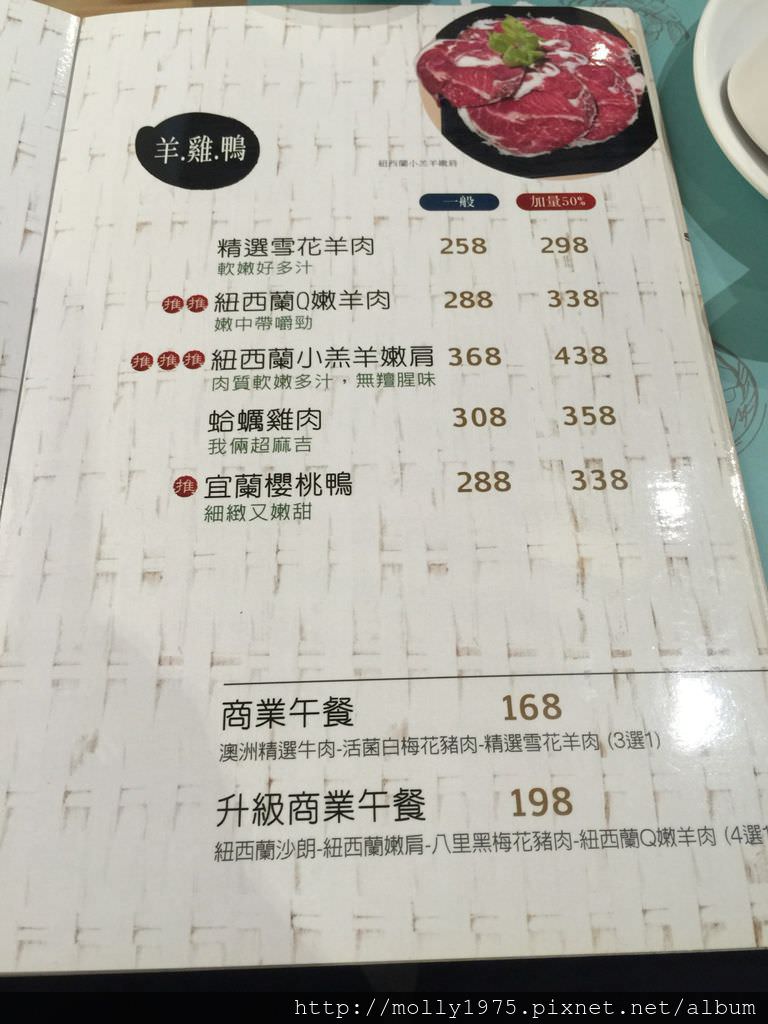 紐西蘭小羔羊嫩肩
羊.雞.鴨
一般 加量50%
精選雪花羊肉 258 298
軟嫩好多汁
推推 紐西蘭Q嫩羊肉 288 338
嫩中帶嚼勁
推推推 紐西蘭小羔羊嫩肩 368 438
肉質軟嫩多汁,無羶腥味
蛤蠣雞肉 308 358
我倆超麻吉
推 宜蘭櫻桃鴨 288 338
細緻又嫩甜
商業午餐 168
澳洲精選牛肉-活菌白梅花豬肉-精選雪花羊肉 (3選1)
升級商業午餐 198
紐西蘭沙朗-紐西蘭嫩肩-八里黑梅花豬肉-紐西蘭Q嫩羊肉 (4選1
http://molly1975.pixnet.net/album